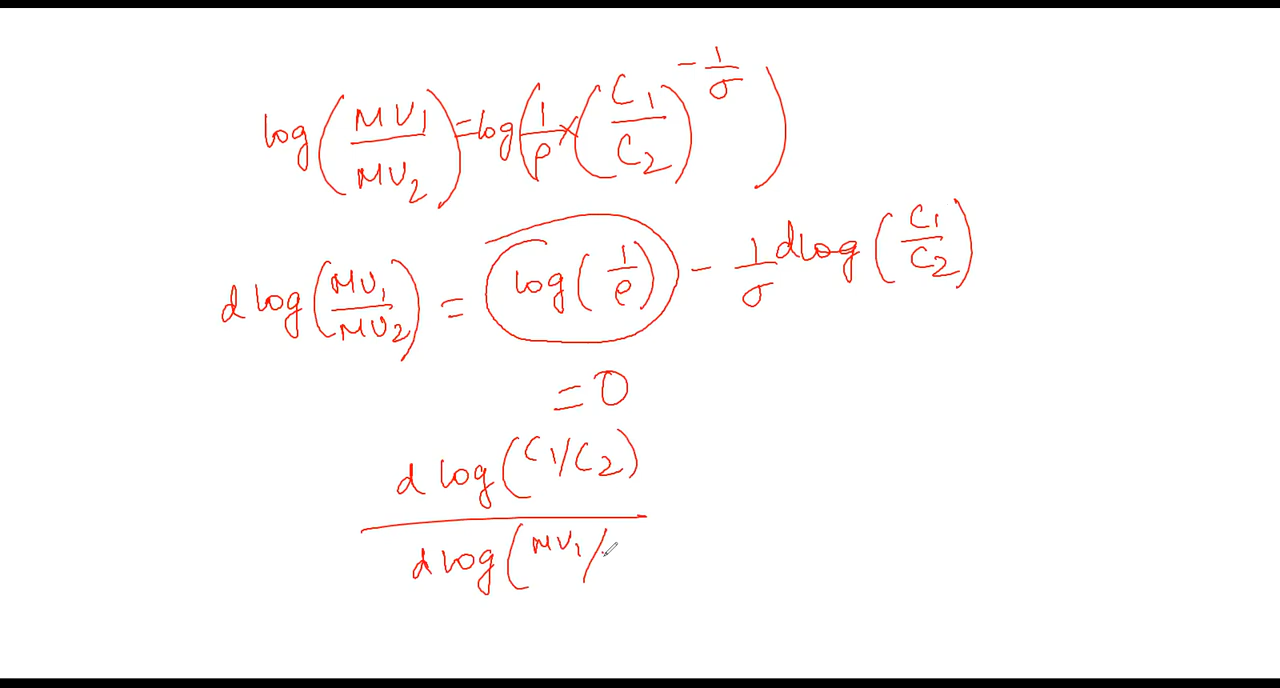 log(MU₁/MU₂) = log(1/ρ × (C₁/C₂)^(-1/σ))
d log(MU₁/MU₂) = log(1/ρ) - 1/σ dlog(C₁/C₂)
= 0
d log(C₁/C₂)
d log(MU₁/